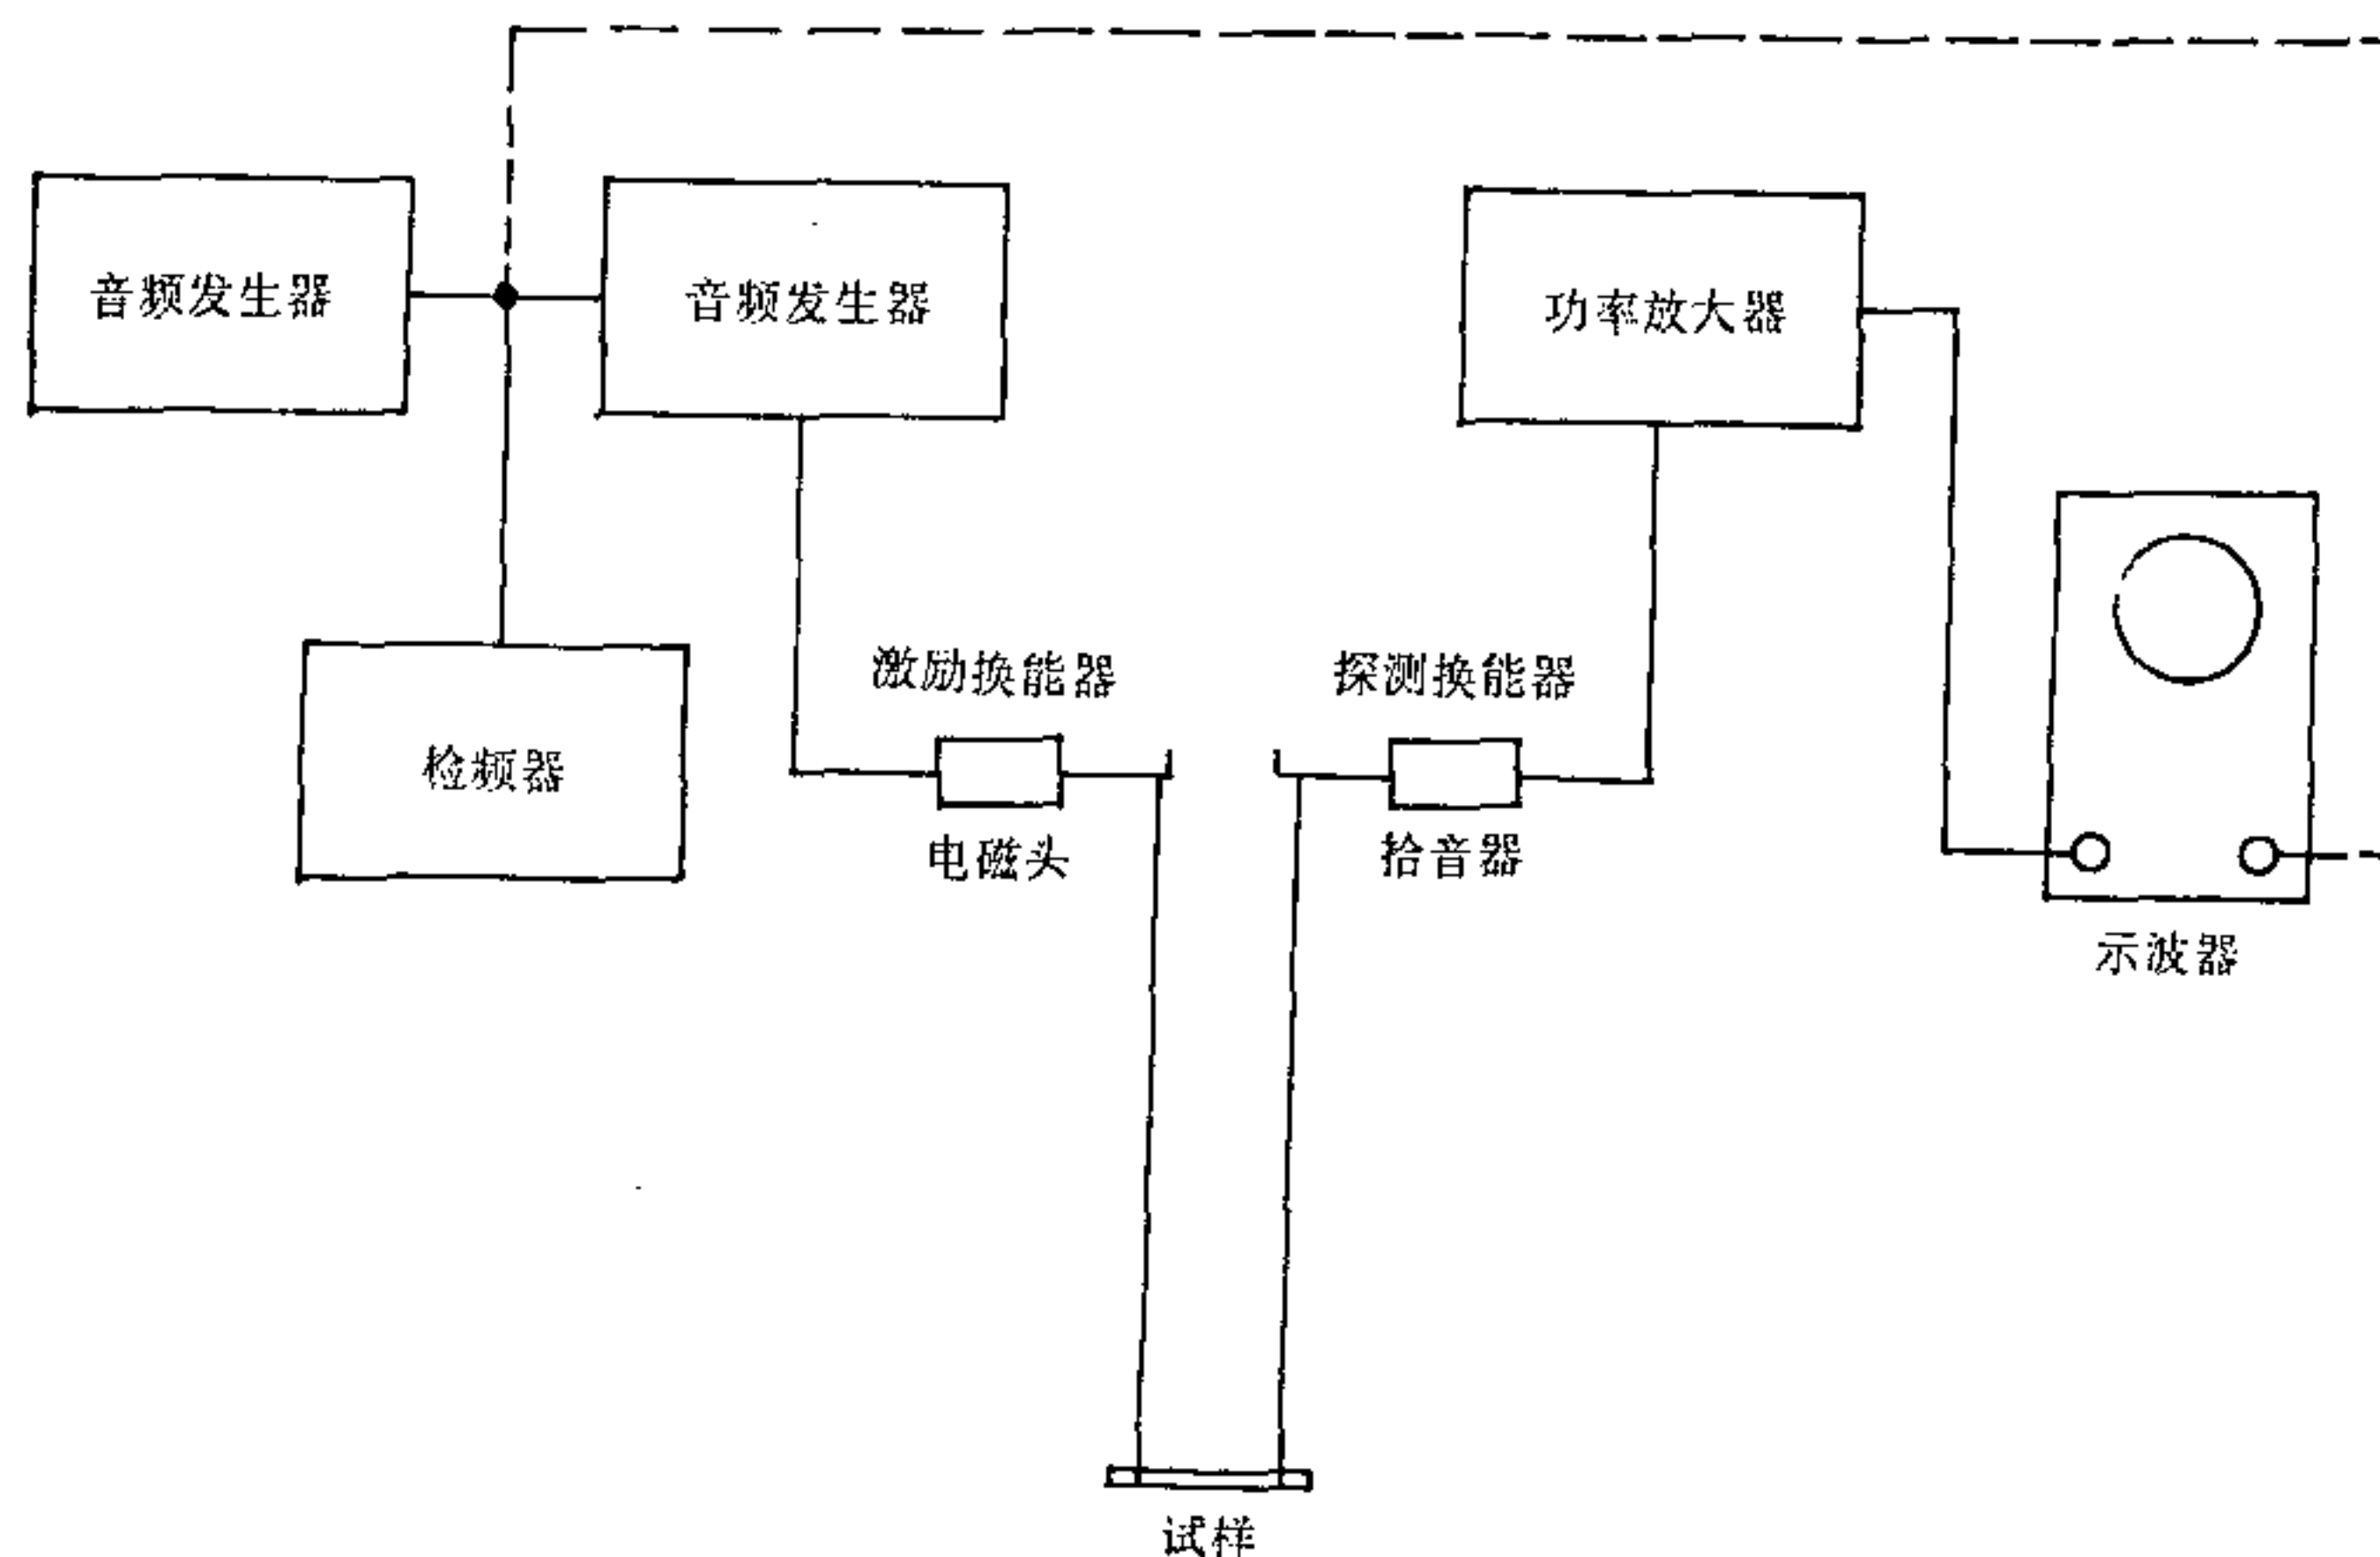 音频发生器
音频发生器
功率放大器
激励换能器
探测换能器
检频器
电磁头
拾音器
示波器
试样